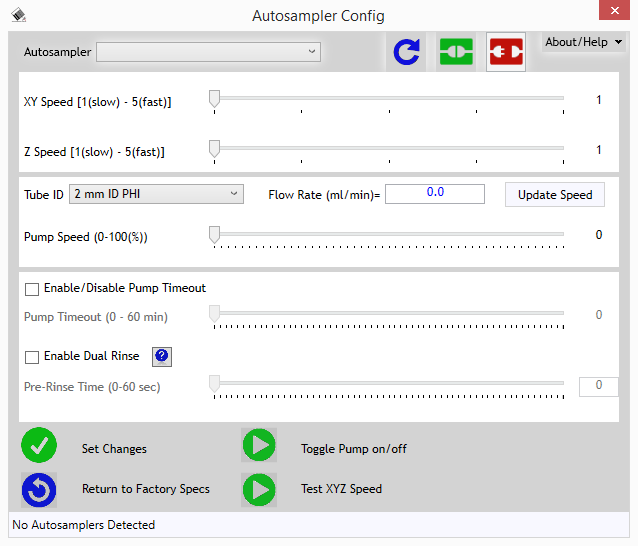 Autosampler Config
Autosampler
About/Help
XY Speed [1(slow) - 5(fast)]
1
Z Speed [1(slow) - 5(fast)]
1
Tube ID
2 mm ID PHI
Flow Rate (ml/min)=
0.0
Update Speed
Pump Speed (0-100(%))
0
Enable/Disable Pump Timeout
Pump Timeout (0 - 60 min)
0
Enable Dual Rinse
?
Pre-Rinse Time (0-60 sec)
0
Set Changes
Toggle Pump on/off
Return to Factory Specs
Test XYZ Speed
No Autosamplers Detected